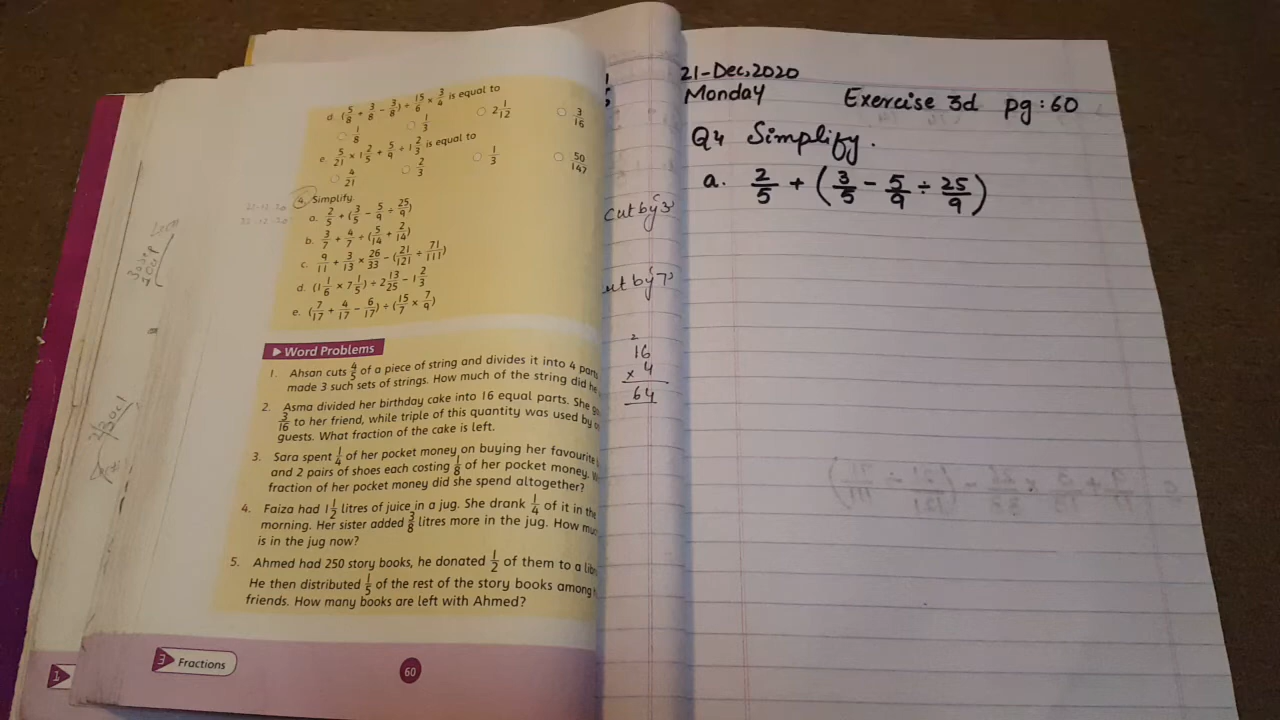 d. (5/8 + 3/8 − 3/8) ÷ 15/6 × 3/4 is equal to
1/8 1/3 2 1/12 3/16
e. 5/21 × 1 2/5 + 5/9 ÷ 1 2/3 is equal to
4/21 2/3 1/3 50/147
4. Simplify.
a. 2/5 + (3/5 − 5/9 ÷ 25/9)
b. 3/7 + 4/7 ÷ (5/14 + 2/14)
c. 9/11 + 3/13 × 26/33 − (21/121 ÷ 71/111)
d. (1 1/6 × 7 1/5) ÷ 2 13/25 − 1 2/3
e. (7/17 + 4/17 − 6/17) ÷ (15/7 × 7/9)
Word Problems
1. Ahsan cuts 4/5 of a piece of string and divides it into 4 parts
made 3 such sets of strings. How much of the string did he
2. Asma divided her birthday cake into 16 equal parts. She
3/16 to her friend, while triple of this quantity was used by
guests. What fraction of the cake is left.
3. Sara spent 1/4 of her pocket money on buying her favourite
and 2 pairs of shoes each costing 1/8 of her pocket money.
fraction of her pocket money did she spend altogether?
4. Faiza had 1 1/2 litres of juice in a jug. She drank 1/4 of it in the
morning. Her sister added 3/8 litres more in the jug. How
is in the jug now?
5. Ahmed had 250 story books, he donated 1/2 of them to a
He then distributed 1/5 of the rest of the story books among
friends. How many books are left with Ahmed?
3 Fractions
60
1
cut by 3
ut by 7
2
16
× 4
64
21-Dec,2020
Monday Exercise 3d pg:60
Q4 Simplify.
a. 2/5 + (3/5 − 5/9 ÷ 25/9)